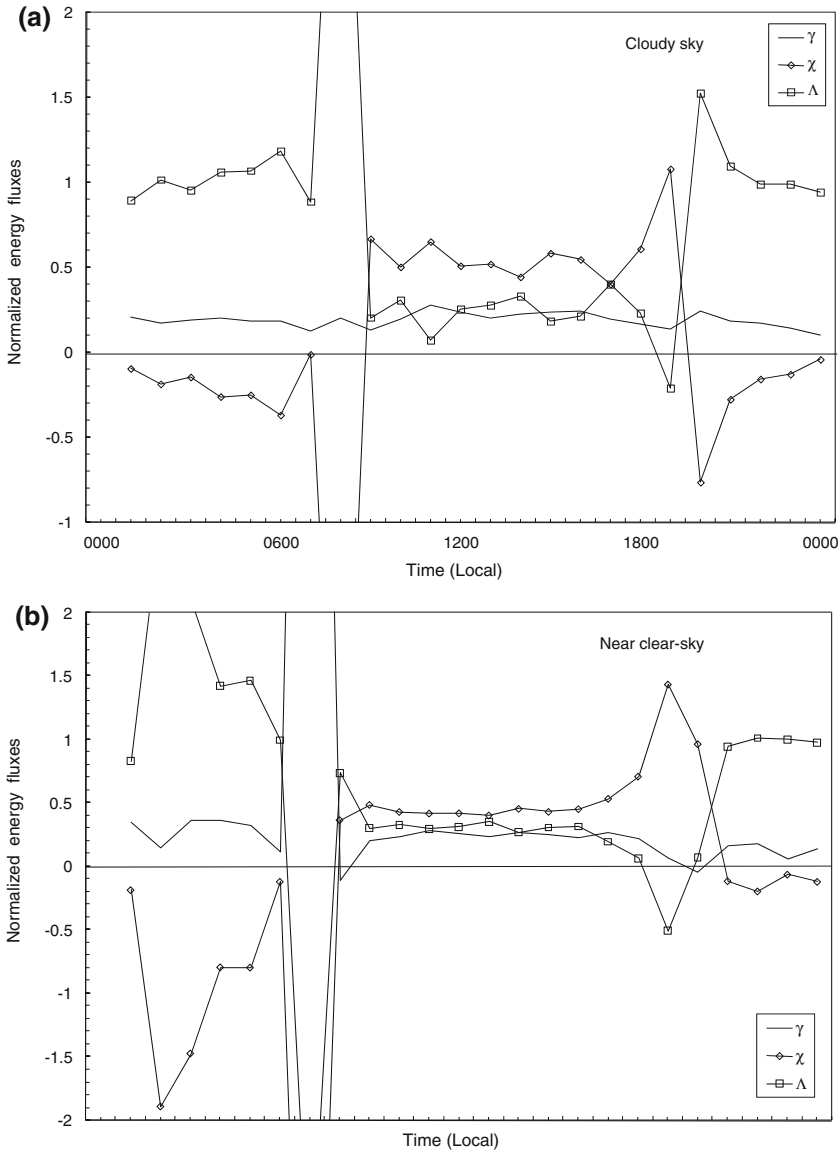 (a)
2
1.5
1
0.5
0
-0.5
-1
Normalized energy fluxes
Cloudy sky
γ
χ
Λ
0000 0600 1200 1800 0000
Time (Local)
(b)
2
1.5
1
0.5
0
-0.5
-1
-1.5
-2
Normalized energy fluxes
Near clear-sky
γ
χ
Λ
Time (Local)